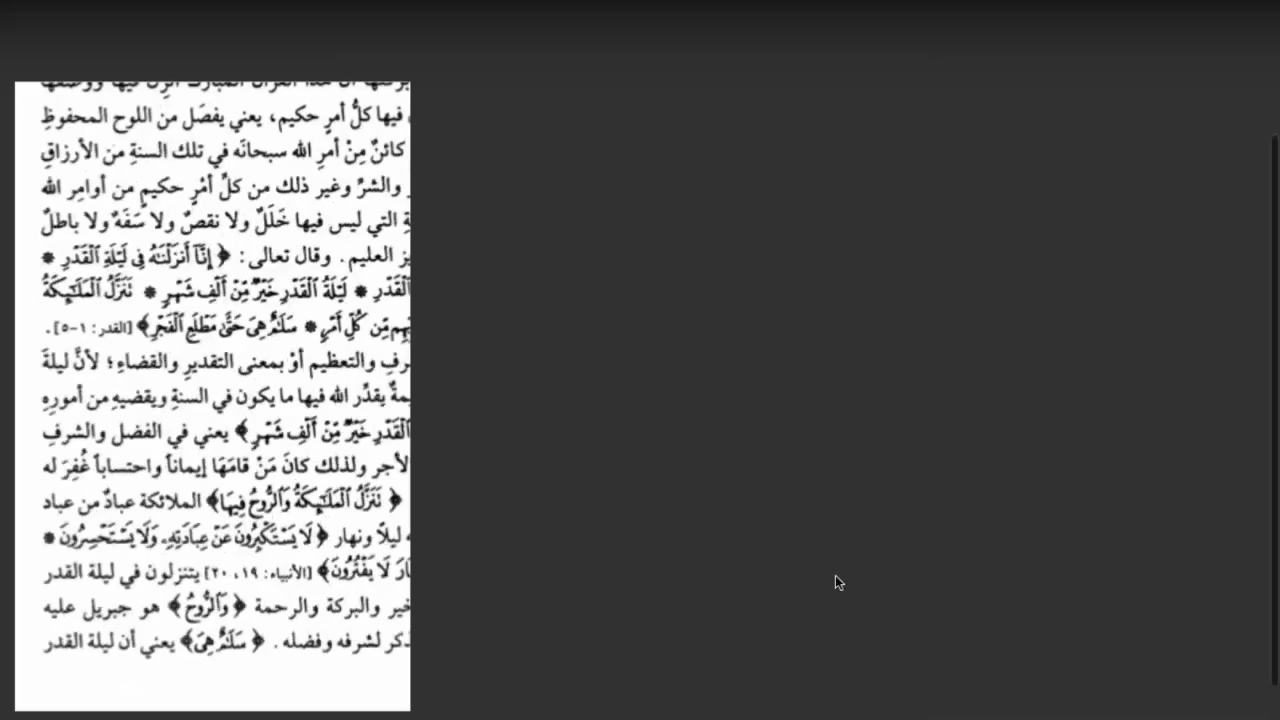 فيها كلُّ أمرٍ حكيم، يعني يفصَل من اللوح المحفوظِ
كائنٌ مِنْ أمرِ الله سبحانَه في تلك السنةِ من الأرزاقِ
والشرِّ وغير ذلك من كلِّ أمْرٍ حكيمٍ من أوامِر الله
التي ليس فيها خَلَلٌ ولا نقصٌ ولا سَفَهٌ ولا باطلٌ
العليم. وقال تعالى: ﴿ إِنَّآ أَنزَلْنَـٰهُ فِى لَيْلَةِ ٱلْقَدْرِ *
ٱلْقَدْرِ * لَيْلَةُ ٱلْقَدْرِ خَيْرٌ مِّنْ أَلْفِ شَهْرٍ * تَنَزَّلُ ٱلْمَلَـٰٓئِكَةُ
مِّن كُلِّ أَمْرٍ * سَلَـٰمٌ هِىَ حَتَّىٰ مَطْلَعِ ٱلْفَجْرِ﴾ [القدر: ١-٥].
والتعظيم أوْ بمعنى التقديرِ والقضاءِ؛ لأنَّ ليلةَ
يقدِّر الله فيها ما يكون في السنةِ ويقضيهِ من أمورِهِ
ٱلْقَدْرِ خَيْرٌ مِّنْ أَلْفِ شَهْرٍ ﴾ يعني في الفضل والشرفِ
الأجر ولذلك كانَ مَنْ قامَهَا إيماناً واحتساباً غُفِرَ له
﴿ تَنَزَّلُ ٱلْمَلَـٰٓئِكَةُ وَٱلرُّوحُ فِيهَا﴾ الملائكة عبادٌ من عباد
ليلاً ونهار ﴿ لَا يَسْتَكْبِرُونَ عَنْ عِبَادَتِهِۦ وَلَا يَسْتَحْسِرُونَ *
لَا يَفْتُرُونَ﴾ [الأنبياء: ١٩، ٢٠] يتنزلون في ليلة القدر
والبركة والرحمة ﴿ وَٱلرُّوحُ ﴾ هو جبريل عليه
لشرفه وفضله. ﴿ سَلَـٰمٌ هِىَ﴾ يعني أن ليلة القدر